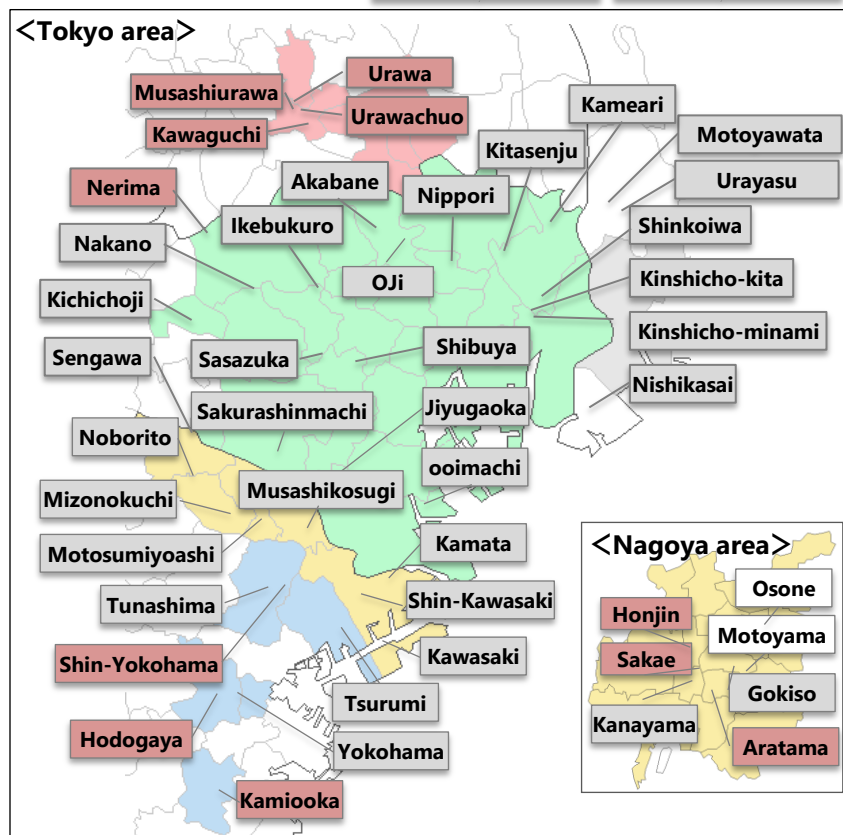 <Tokyo area>
Urawa
Musashiurawa
Urawachuo
Kawaguchi
Kameari
Motoyawata
Kitasenju
Akabane
Nippori
Urayasu
Nerima
Ikebukuro
Shinkoiwa
Nakano
OJi
Kinshicho-kita
Kichichoji
Kinshicho-minami
Sengawa
Sasazuka
Shibuya
Nishikasai
Sakurashinmachi
Jiyugaoka
Noborito
ooimachi
Mizonokuchi
Musashikosugi
Motosumiyoashi
Kamata
Tunashima
Shin-Kawasaki
Shin-Yokohama
Kawasaki
Tsurumi
Hodogaya
Yokohama
Kamiooka
<Nagoya area>
Osone
Honjin
Motoyama
Sakae
Gokiso
Kanayama
Aratama